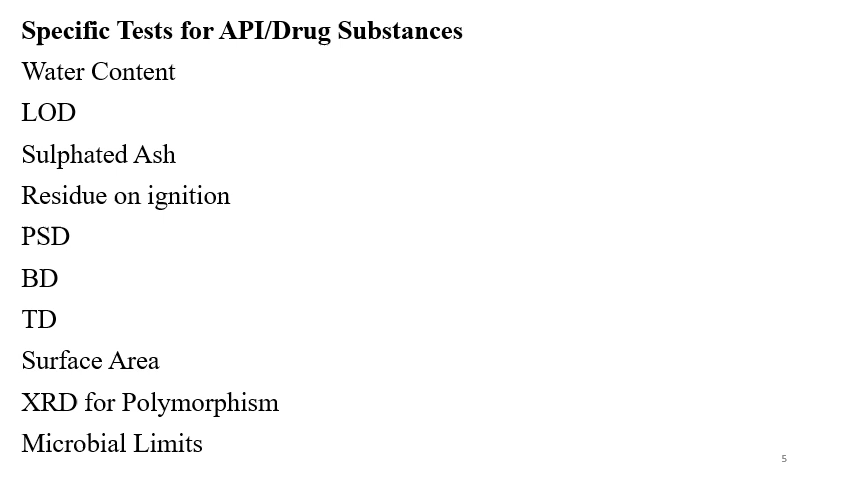 Specific Tests for API/Drug Substances
Water Content
LOD
Sulphated Ash
Residue on ignition
PSD
BD
TD
Surface Area
XRD for Polymorphism
Microbial Limits
5